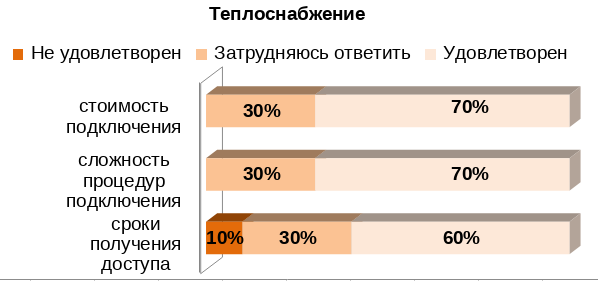 Теплоснабжение
Не удовлетворен Затрудняюсь ответить Удовлетворен
стоимость
подключения
30% 70%
сложность
процедур
подключения
30% 70%
сроки
получения
доступа
10% 30% 60%